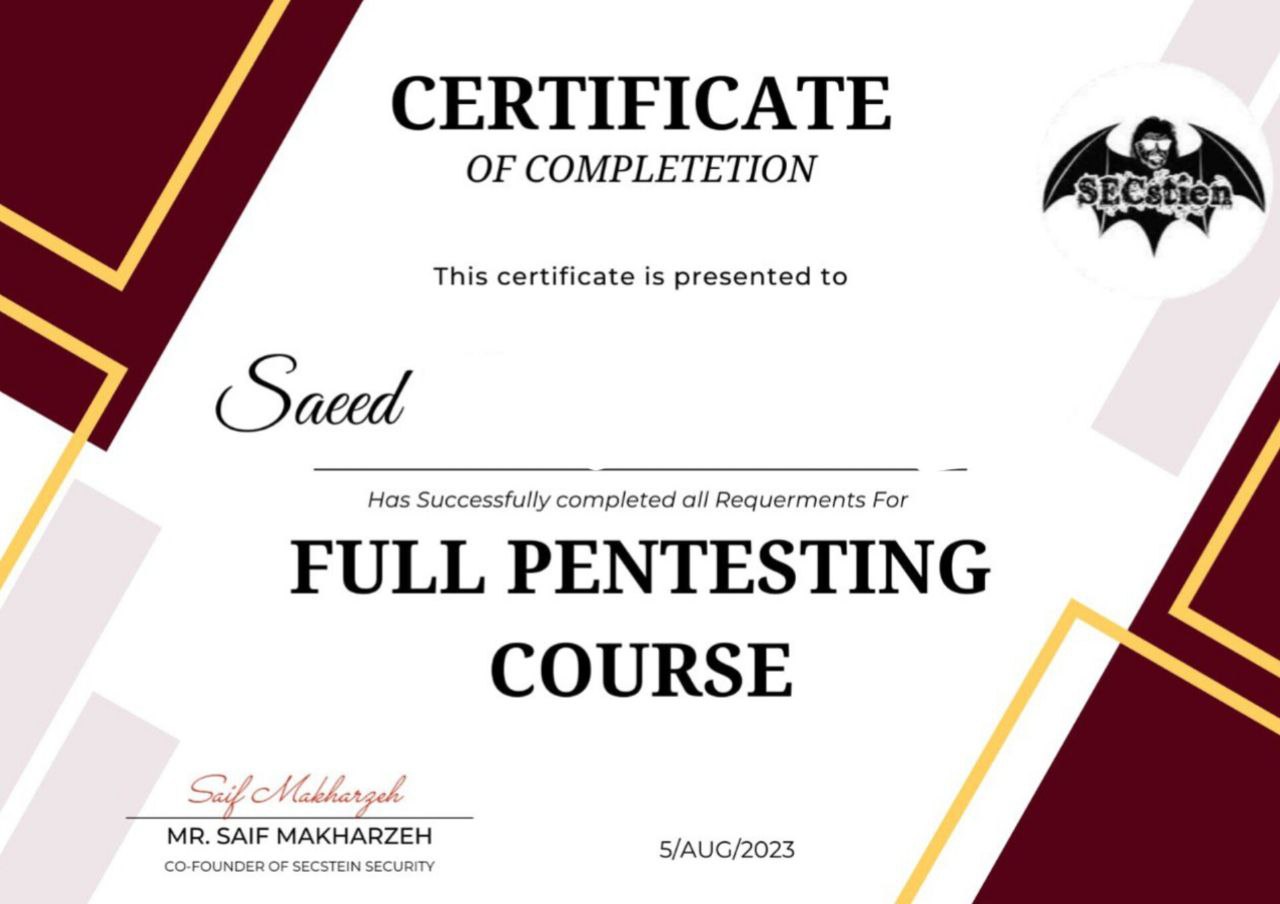 CERTIFICATE
OF COMPLETETION
SECstien
This certificate is presented to
Saeed
Has Successfully completed all Requerments For
FULL PENTESTING
COURSE
Saif Makharzeh
MR. SAIF MAKHARZEH
CO-FOUNDER OF SECSTEIN SECURITY
5/AUG/2023